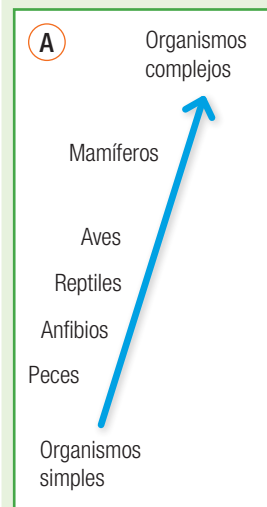 A
Organismos
complejos
Mamíferos
Aves
Reptiles
Anfibios
Peces
Organismos
simples